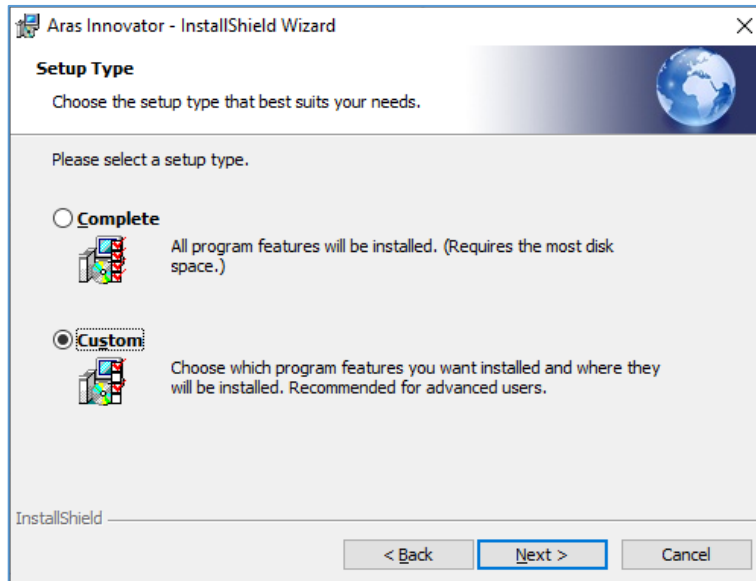 Aras Innovator - InstallShield Wizard
Setup Type
Choose the setup type that best suits your needs.
Please select a setup type.
Complete
All program features will be installed. (Requires the most disk
space.)
Custom
Choose which program features you want installed and where they
will be installed. Recommended for advanced users.
InstallShield
< Back Next > Cancel